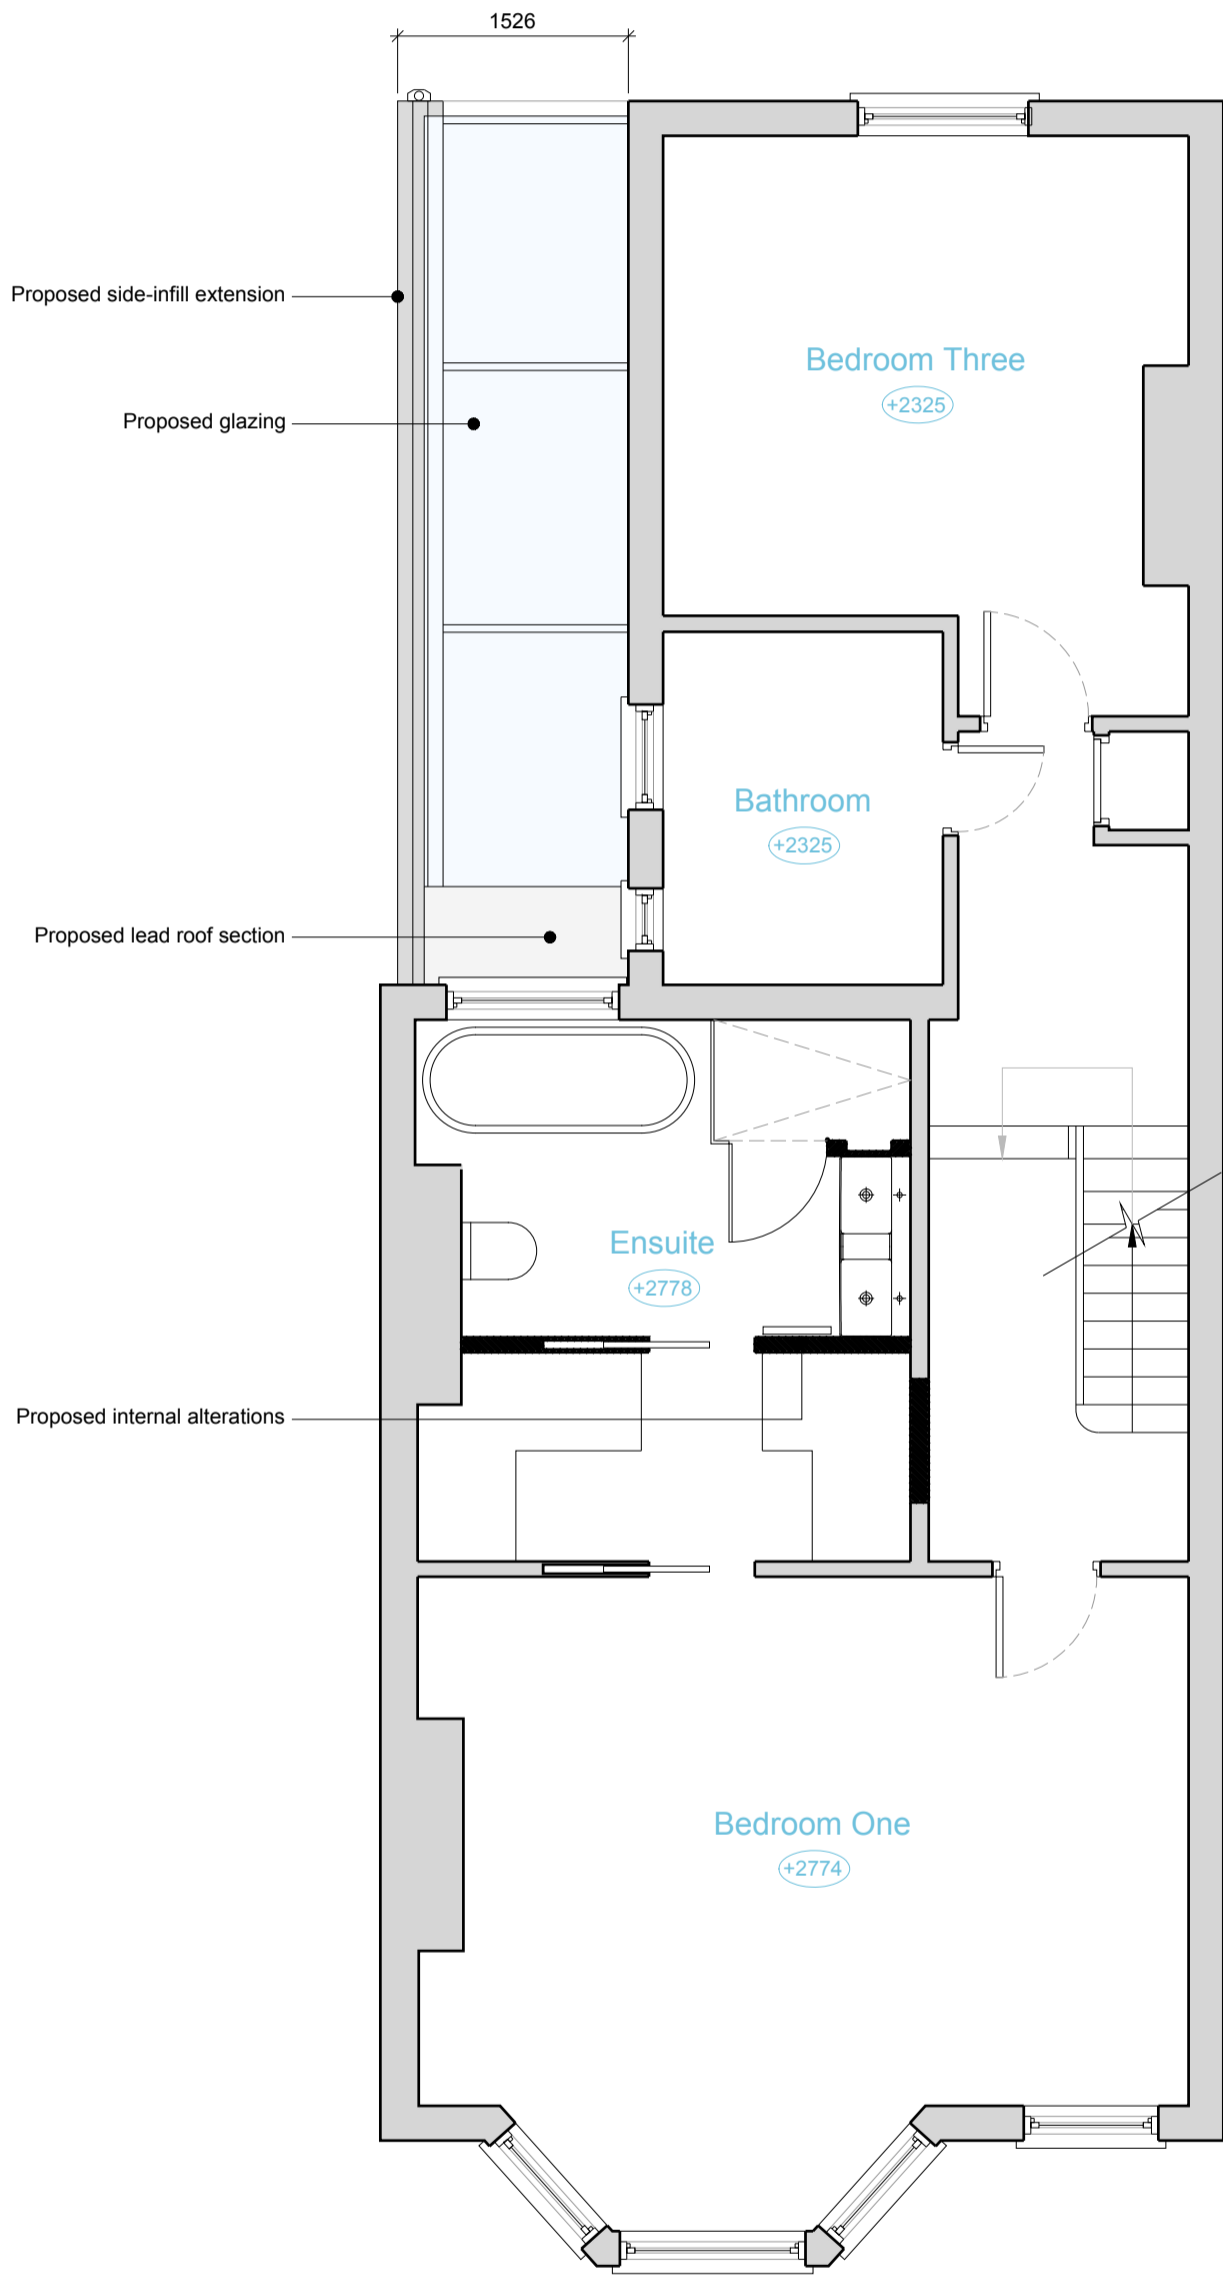 1526
Proposed side-infill extension
Bedroom Three
+2325
Proposed glazing
Bathroom
+2325
Proposed lead roof section
Ensuite
+2778
Proposed internal alterations
Bedroom One
+2774